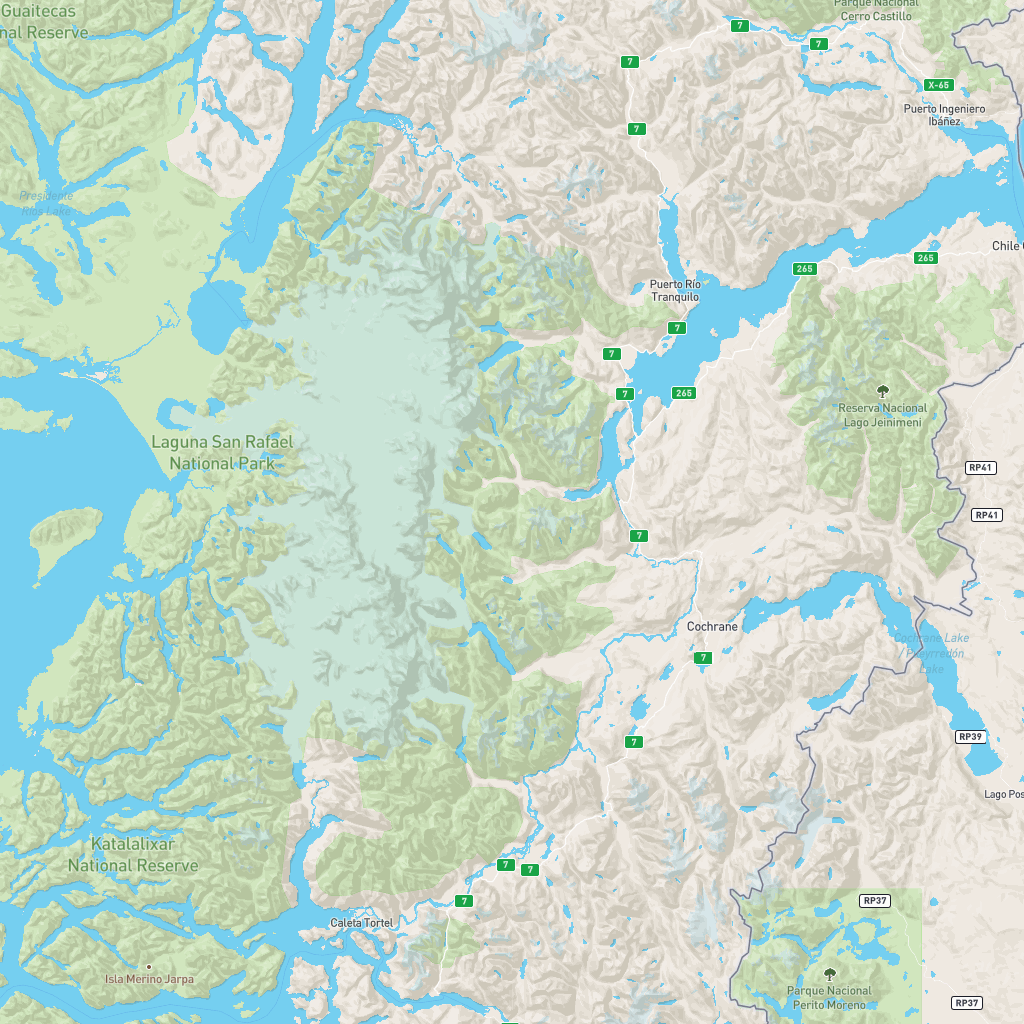 Guaitecas
nal Reserve
Parque Nacional
Cerro Castillo
7
7
7
X-65
Puerto Ingeniero
Ibáñez
7
Presidente
Ríos Lake
Chile C
265
265
Puerto Río
Tranquilo
7
7
7
265
Reserva Nacional
Lago Jeinimeni
Laguna San Rafael
National Park
RP41
RP41
7
Cochrane
Cochrane Lake
Pueyrredón
Lake
7
7
RP39
Lago Pos
Katalalixar
National Reserve
7
7
7
RP37
Caleta Tortel
Isla Merino Jarpa
Parque Nacional
Perito Moreno
RP37